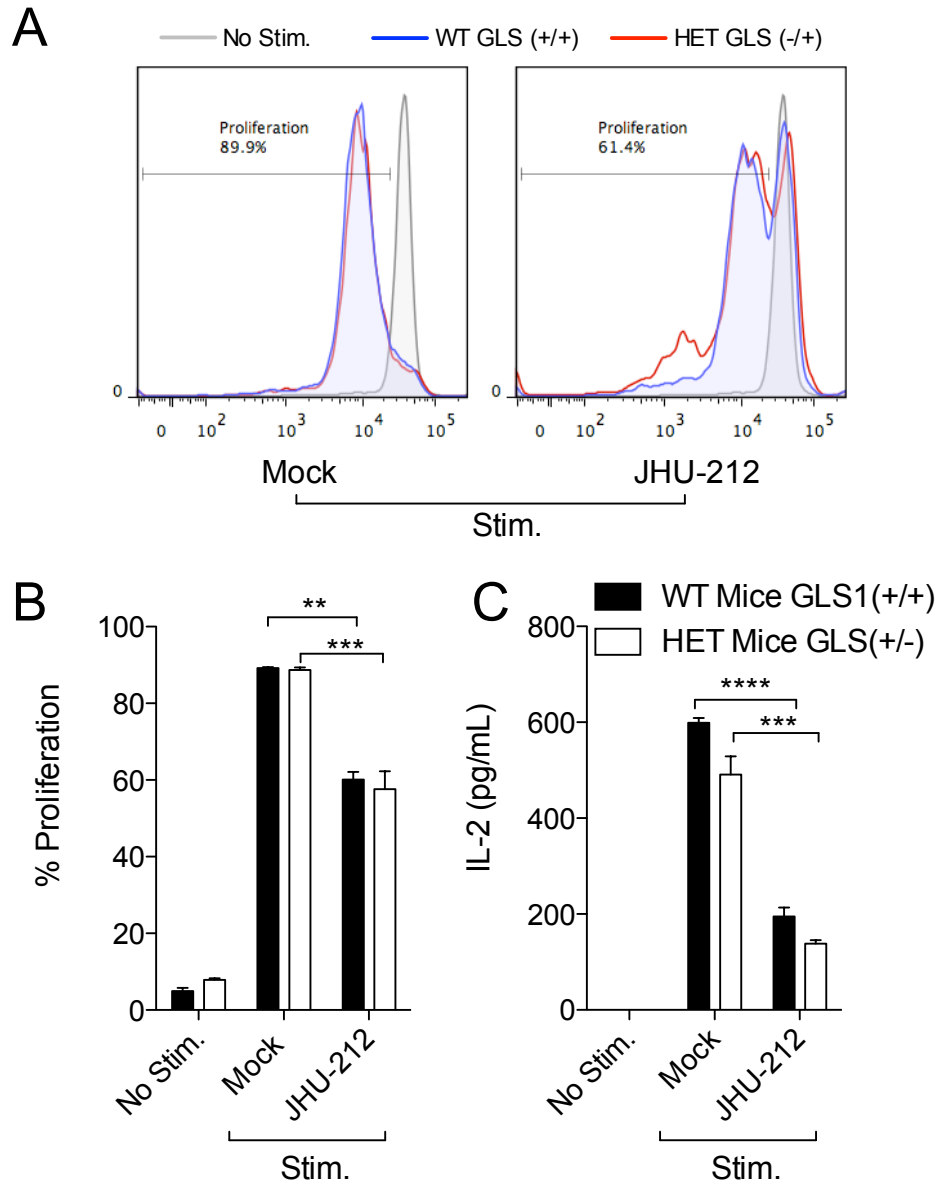 A
No Stim. WT GLS (+/+) HET GLS (-/+)
Proliferation
89.9%
Proliferation
61.4%
0
0
0 10^2 10^3 10^4 10^5
0 10^2 10^3 10^4 10^5
Mock JHU-212
Stim.
B
** 
***
100
80
60
40
20
0
% Proliferation
No Stim.
Mock
JHU-212
Stim.
C
WT Mice GLS1(+/+)
HET Mice GLS(+/-)
****
***
800
600
400
200
0
IL-2 (pg/mL)
No Stim.
Mock
JHU-212
Stim.